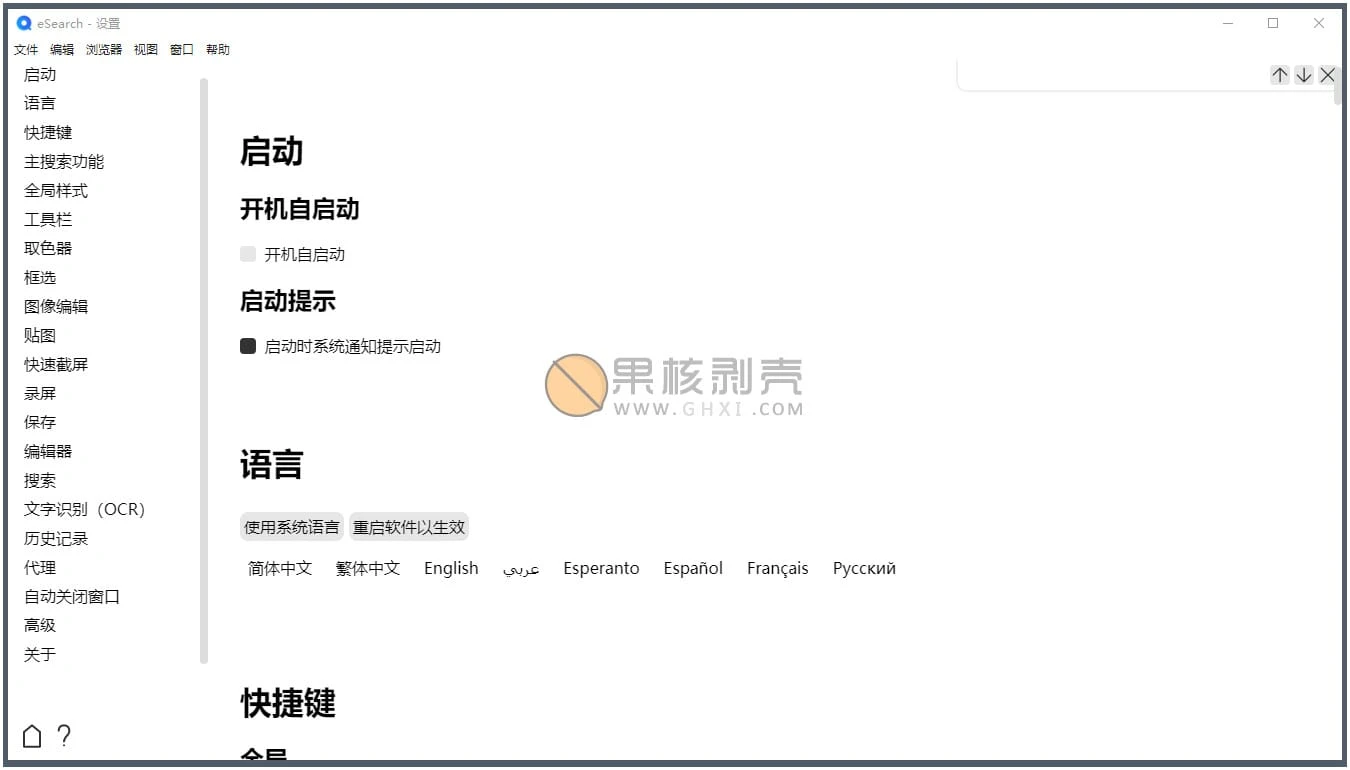 eSearch - 设置
文件 编辑 浏览器 视图 窗口 帮助
启动
语言
快捷键
主搜索功能
全局样式
工具栏
取色器
框选
图像编辑
贴图
快速截屏
录屏
保存
编辑器
搜索
文字识别（OCR）
历史记录
代理
自动关闭窗口
高级
关于
启动
开机自启动
开机自启动
启动提示
启动时系统通知提示启动
果核剥壳
WWW.GHXI.COM
语言
使用系统语言 重启软件以生效
简体中文 繁体中文 English عربي Esperanto Español Français Русский
快捷键
全局